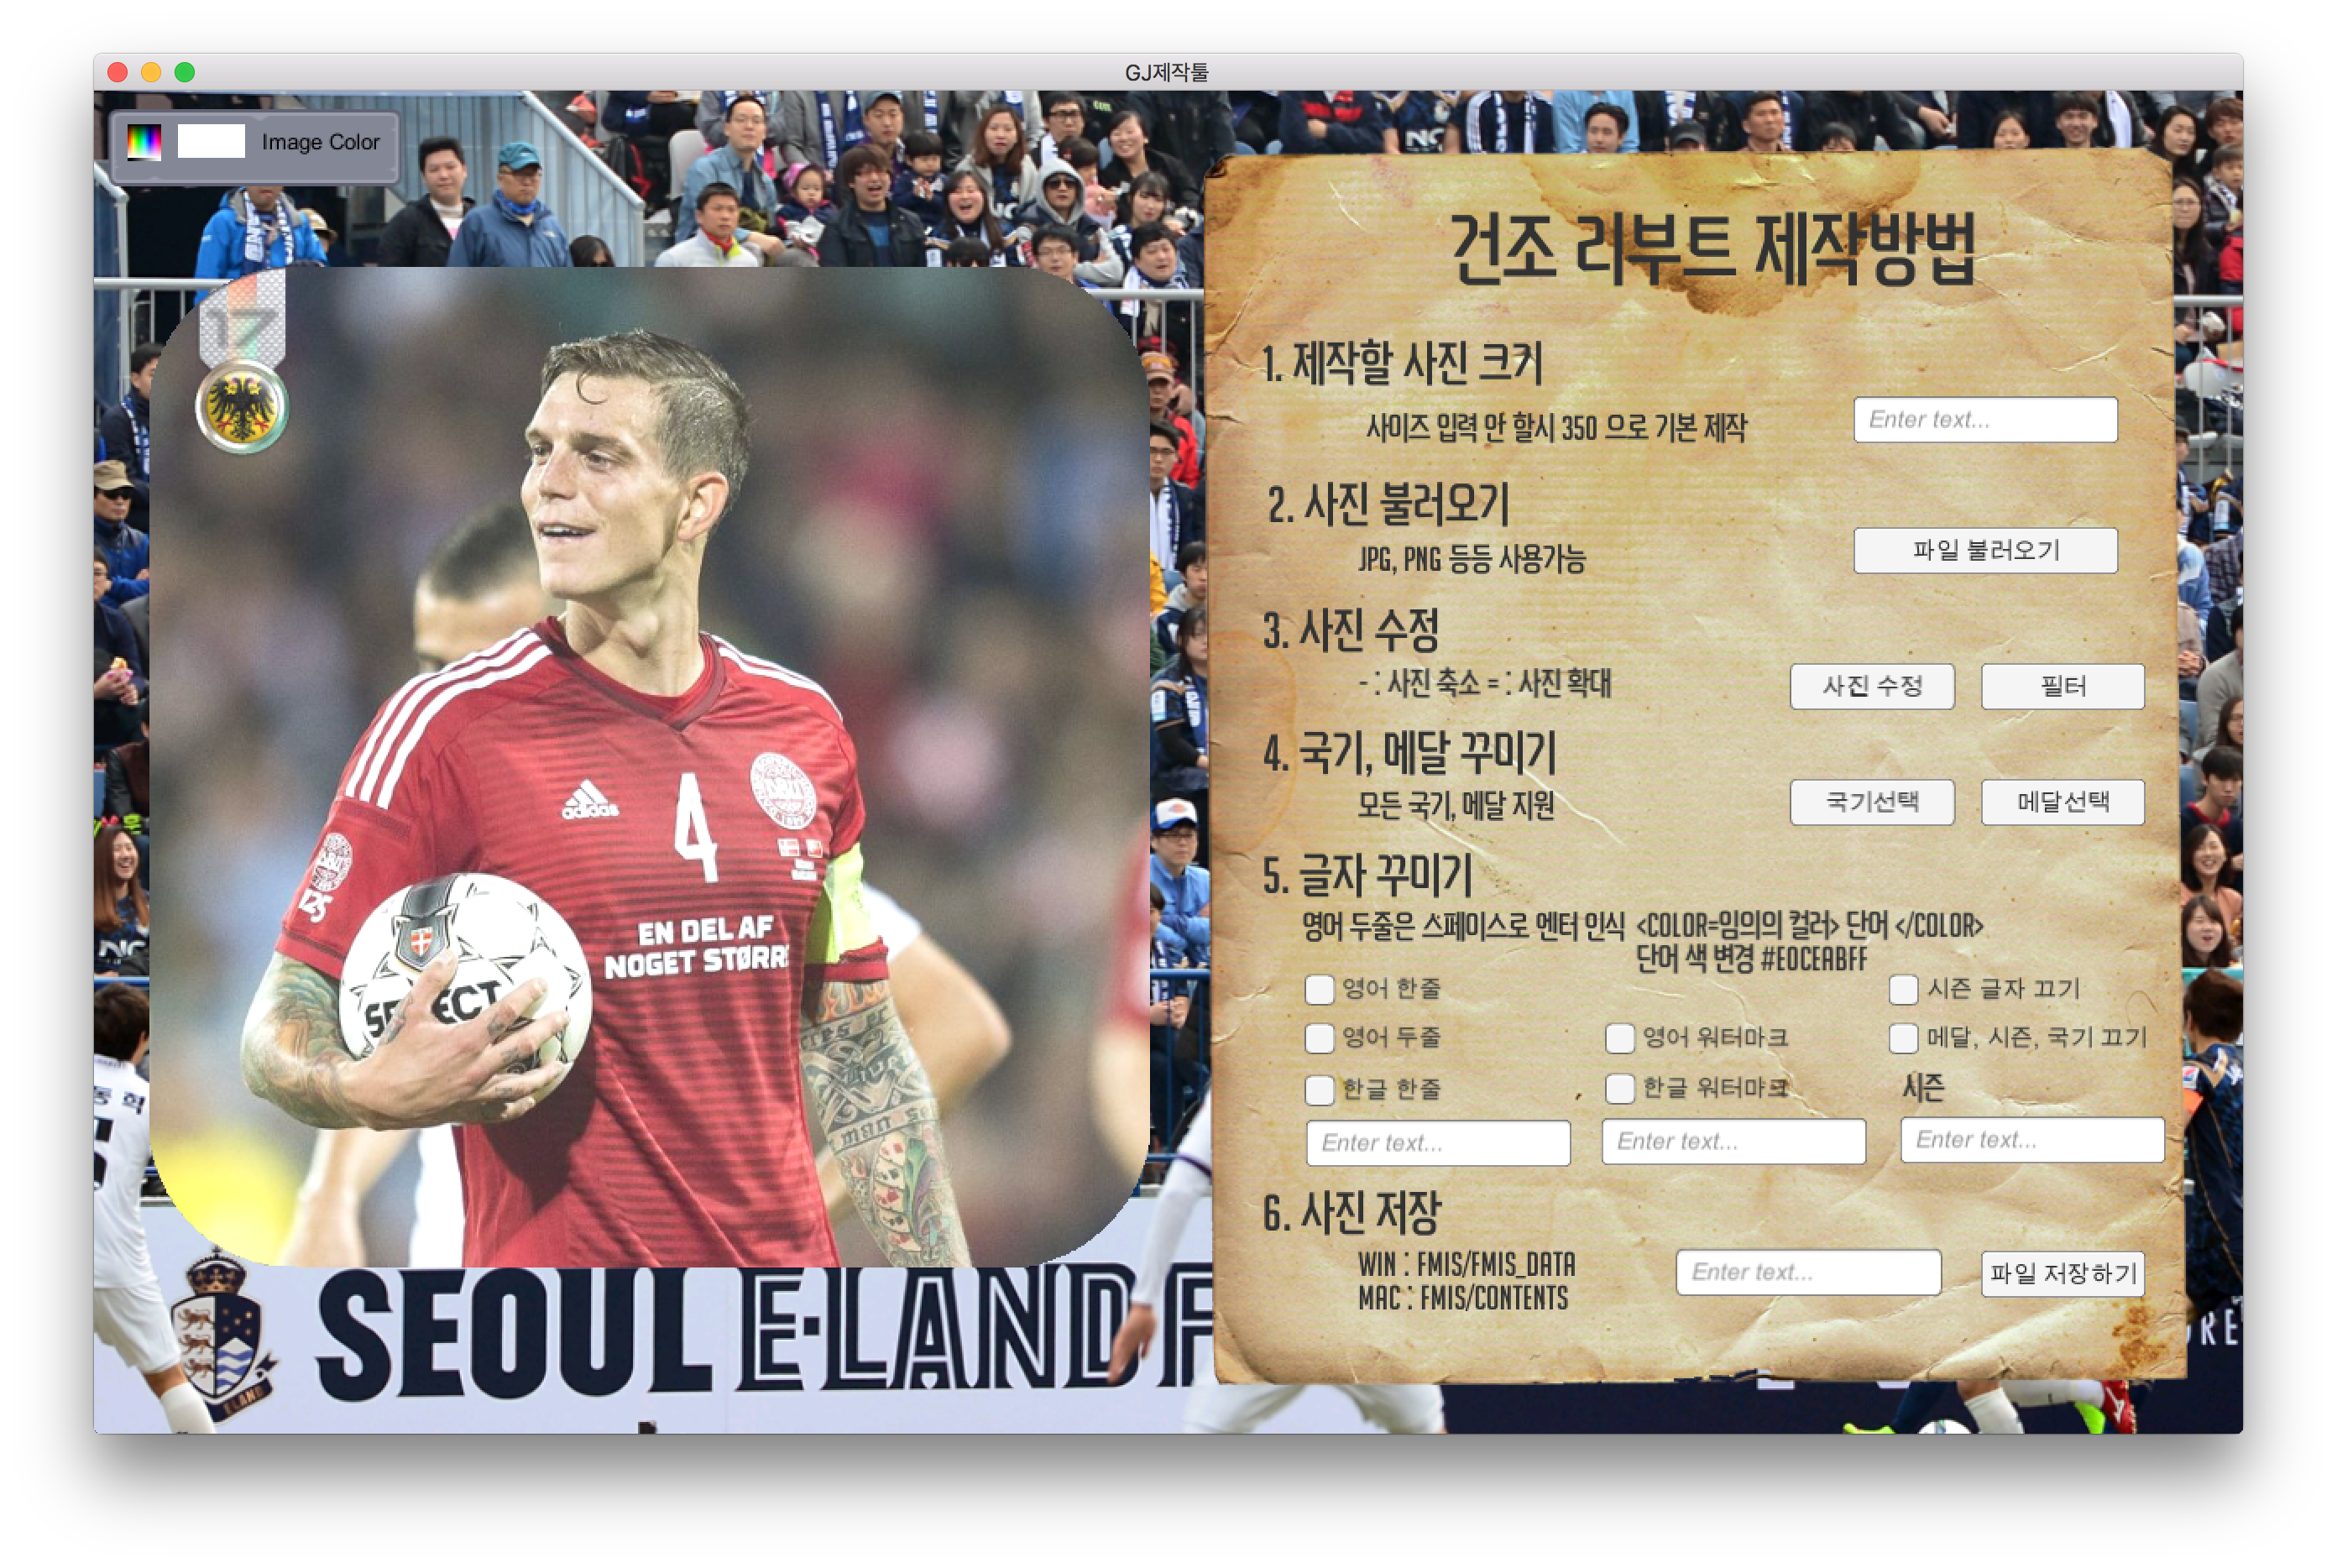 GJ제작툴
Image Color
17
adidas
4
125
EN DEL AF
NOGET STØRR
SELECT
SEOUL E·LAND F
ELAND
건조 리부트 제작방법
1. 제작할 사진 크기
사이즈 입력 안 할시 350 으로 기본 제작
Enter text...
2. 사진 불러오기
JPG, PNG 등등 사용가능
파일 불러오기
3. 사진 수정
- : 사진 축소 = : 사진 확대
사진 수정
필터
4. 국기, 메달 꾸미기
모든 국기, 메달 지원
국기선택
메달선택
5. 글자 꾸미기
영어 두줄은 스페이스로 엔터 인식 <COLOR=임의의 컬러> 단어 </COLOR>
단어 색 변경 #E0CEABFF
영어 한줄
시즌 글자 끄기
영어 두줄
영어 워터마크
메달, 시즌, 국기 끄기
한글 한줄
한글 워터마크
시즌
Enter text...
Enter text...
Enter text...
6. 사진 저장
WIN : FMIS/FMIS_DATA
MAC : FMIS/CONTENTS
Enter text...
파일 저장하기